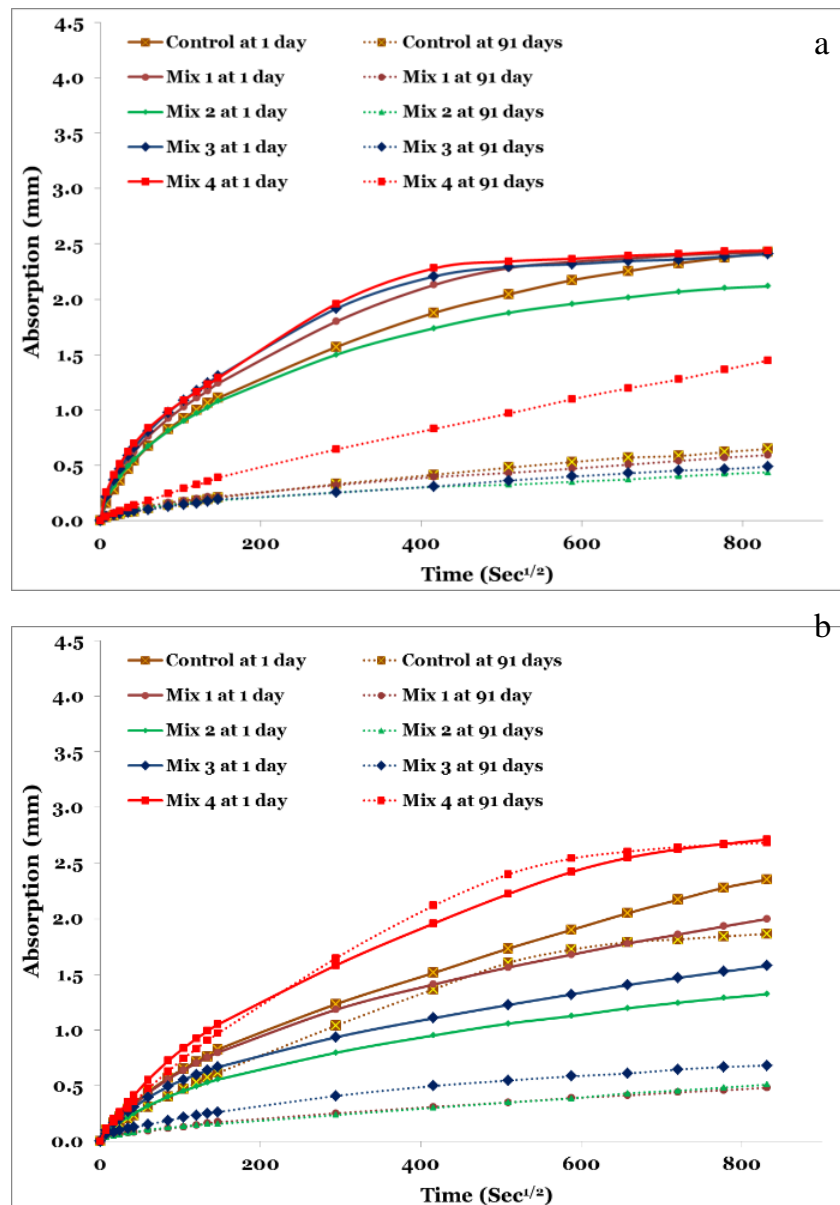 a
4.5
4.0
3.5
3.0
2.5
2.0
1.5
1.0
0.5
0.0
Absorption (mm)
Control at 1 day
Control at 91 days
Mix 1 at 1 day
Mix 1 at 91 day
Mix 2 at 1 day
Mix 2 at 91 days
Mix 3 at 1 day
Mix 3 at 91 days
Mix 4 at 1 day
Mix 4 at 91 days
0 200 400 600 800
Time (Sec1/2)
b
4.5
4.0
3.5
3.0
2.5
2.0
1.5
1.0
0.5
0.0
Absorption (mm)
Control at 1 day
Control at 91 days
Mix 1 at 1 day
Mix 1 at 91 day
Mix 2 at 1 day
Mix 2 at 91 days
Mix 3 at 1 day
Mix 3 at 91 days
Mix 4 at 1 day
Mix 4 at 91 days
0 200 400 600 800
Time (Sec1/2)